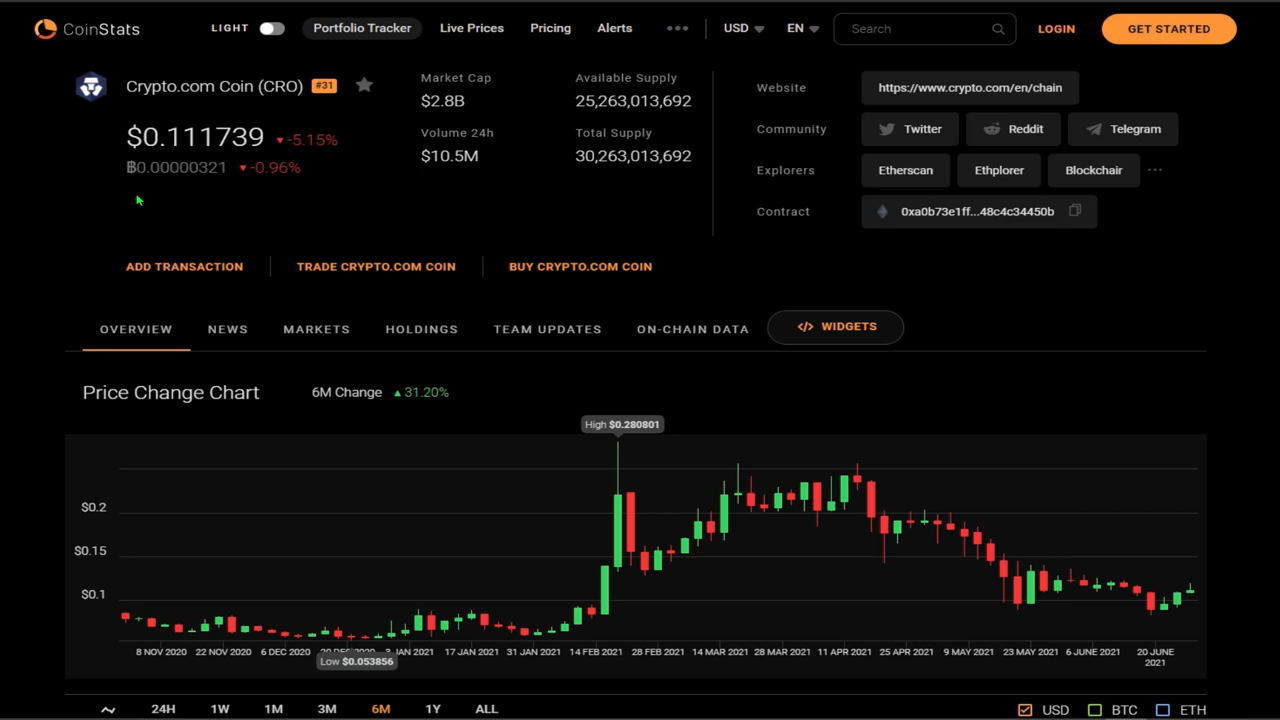 CoinStats LIGHT Portfolio Tracker Live Prices Pricing Alerts ••• USD EN Search LOGIN GET STARTED
Crypto.com Coin (CRO) #31
$0.111739 -5.15%
฿0.00000321 -0.96%
Market Cap
$2.8B
Volume 24h
$10.5M
Available Supply
25,263,013,692
Total Supply
30,263,013,692
Website https://www.crypto.com/en/chain
Community Twitter Reddit Telegram
Explorers Etherscan Ethplorer Blockchair ...
Contract 0xa0b73e1ff...48c4c34450b
ADD TRANSACTION TRADE CRYPTO.COM COIN BUY CRYPTO.COM COIN
OVERVIEW NEWS MARKETS HOLDINGS TEAM UPDATES ON-CHAIN DATA </> WIDGETS
Price Change Chart 6M Change 31.20%
High $0.280801
$0.2
$0.15
$0.1
8 NOV 2020 22 NOV 2020 6 DEC 2020 20 DEC 2020 3 JAN 2021 17 JAN 2021 31 JAN 2021 14 FEB 2021 28 FEB 2021 14 MAR 2021 28 MAR 2021 11 APR 2021 25 APR 2021 9 MAY 2021 23 MAY 2021 6 JUNE 2021 20 JUNE 2021
Low $0.053856
24H 1W 1M 3M 6M 1Y ALL USD BTC ETH